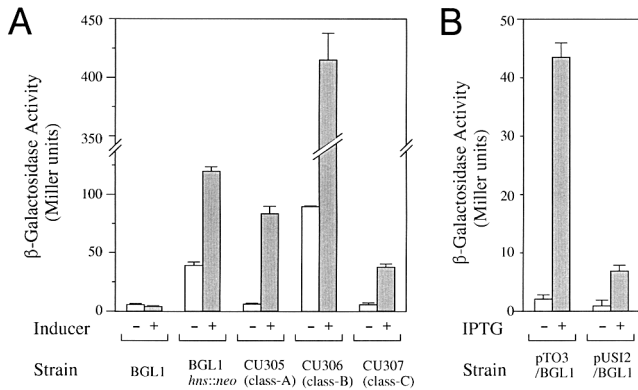 A
β-Galactosidase Activity
(Miller units)
450
400
350
100
50
0
Inducer
- + - + - + - + - +
Strain
BGL1
BGL1
hns::neo
CU305
(class-A)
CU306
(class-B)
CU307
(class-C)
B
β-Galactosidase Activity
(Miller units)
50
40
30
20
10
0
IPTG
- + - +
Strain
pTO3
/BGL1
pUSI2
/BGL1